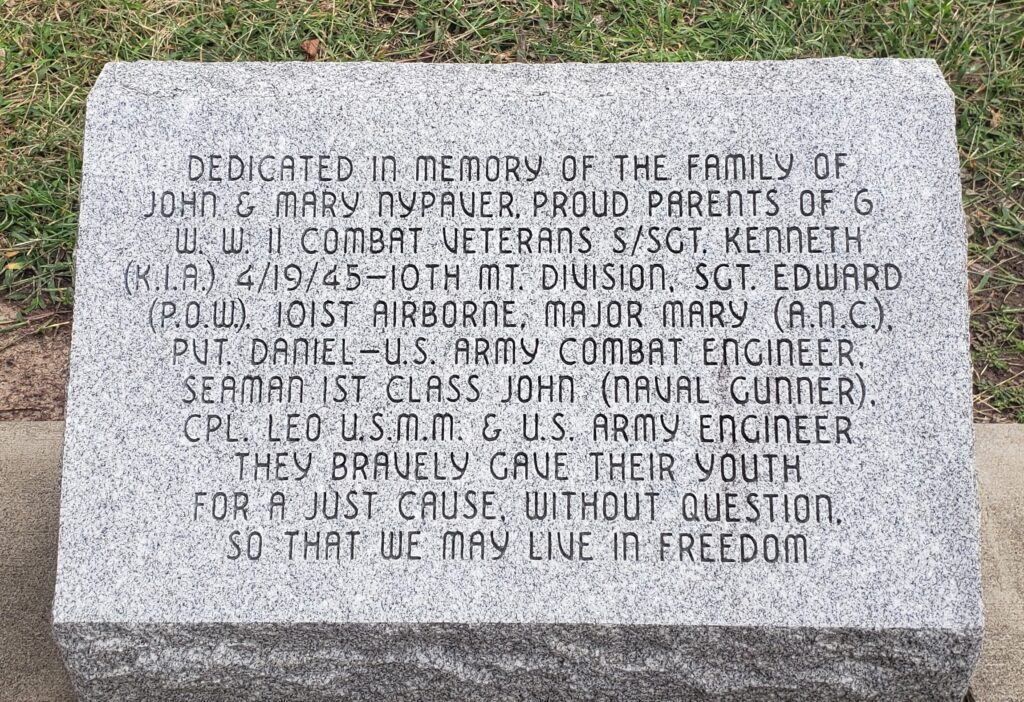 DEDICATED IN MEMORY OF THE FAMILY OF
JOHN & MARY NYPAVER, PROUD PARENTS OF 6
W. W. II COMBAT VETERANS S/SGT. KENNETH
(K.I.A.) 4/19/45-10TH MT. DIVISION, SGT. EDWARD
(P.O.W.), 101ST AIRBORNE, MAJOR MARY (A.N.C.),
PVT. DANIEL-U.S. ARMY COMBAT ENGINEER,
SEAMAN 1ST CLASS JOHN (NAVAL GUNNER),
CPL. LEO U.S.M.M. & U.S. ARMY ENGINEER
THEY BRAVELY GAVE THEIR YOUTH
FOR A JUST CAUSE, WITHOUT QUESTION,
SO THAT WE MAY LIVE IN FREEDOM